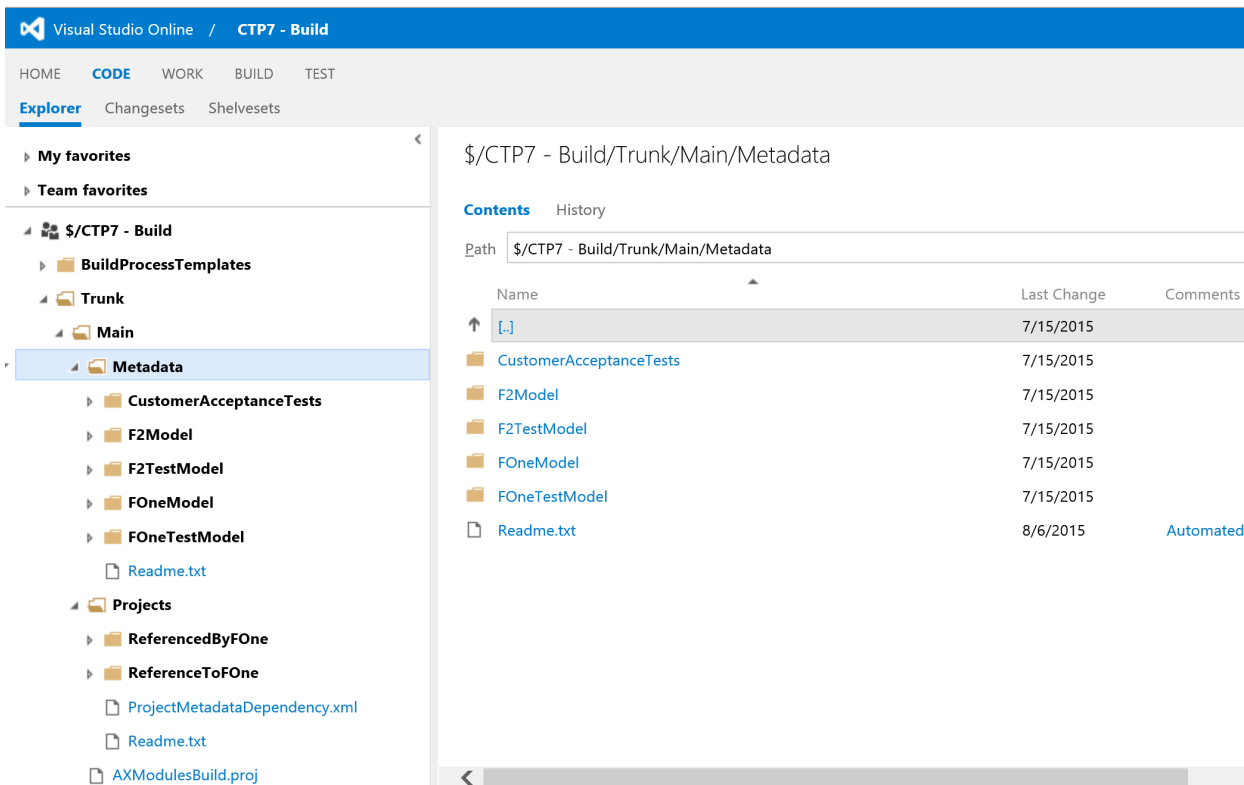 Visual Studio Online / CTP7 - Build
HOME CODE WORK BUILD TEST
Explorer Changesets Shelvesets
My favorites
Team favorites
$/CTP7 - Build
BuildProcessTemplates
Trunk
Main
Metadata
CustomerAcceptanceTests
F2Model
F2TestModel
FOneModel
FOneTestModel
Readme.txt
Projects
ReferencedByFOne
ReferenceToFOne
ProjectMetadataDependency.xml
Readme.txt
AXModulesBuild.proj
$/CTP7 - Build/Trunk/Main/Metadata
Contents History
Path $/CTP7 - Build/Trunk/Main/Metadata
Name Last Change Comments
[..] 7/15/2015
CustomerAcceptanceTests 7/15/2015
F2Model 7/15/2015
F2TestModel 7/15/2015
FOneModel 7/15/2015
FOneTestModel 7/15/2015
Readme.txt 8/6/2015 Automated